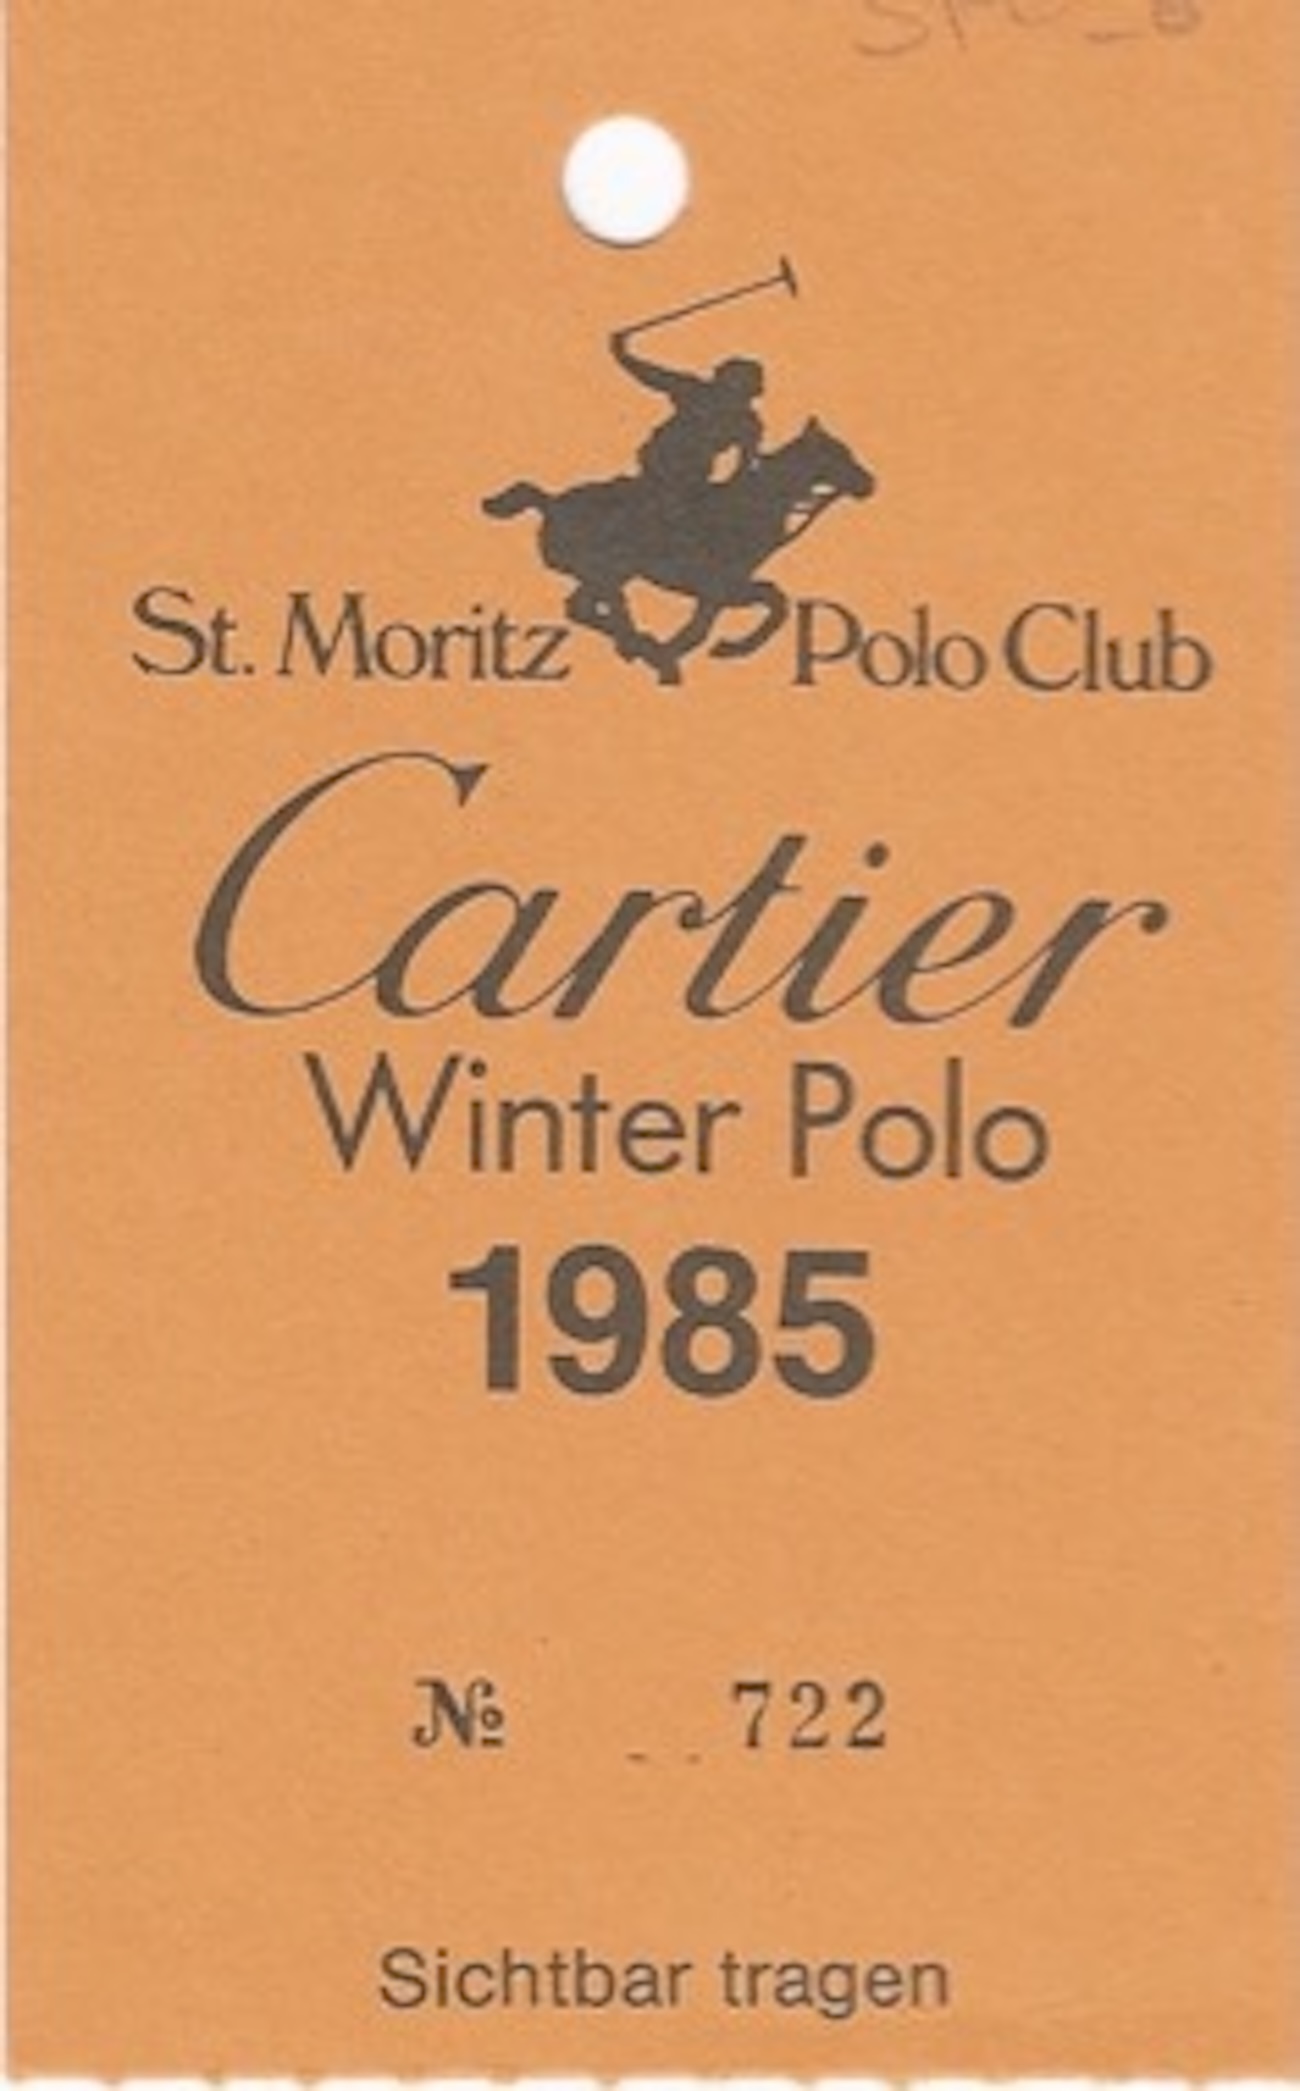 St. Moritz Polo Club
Cartier
Winter Polo
1985
№ 722
Sichtbar tragen